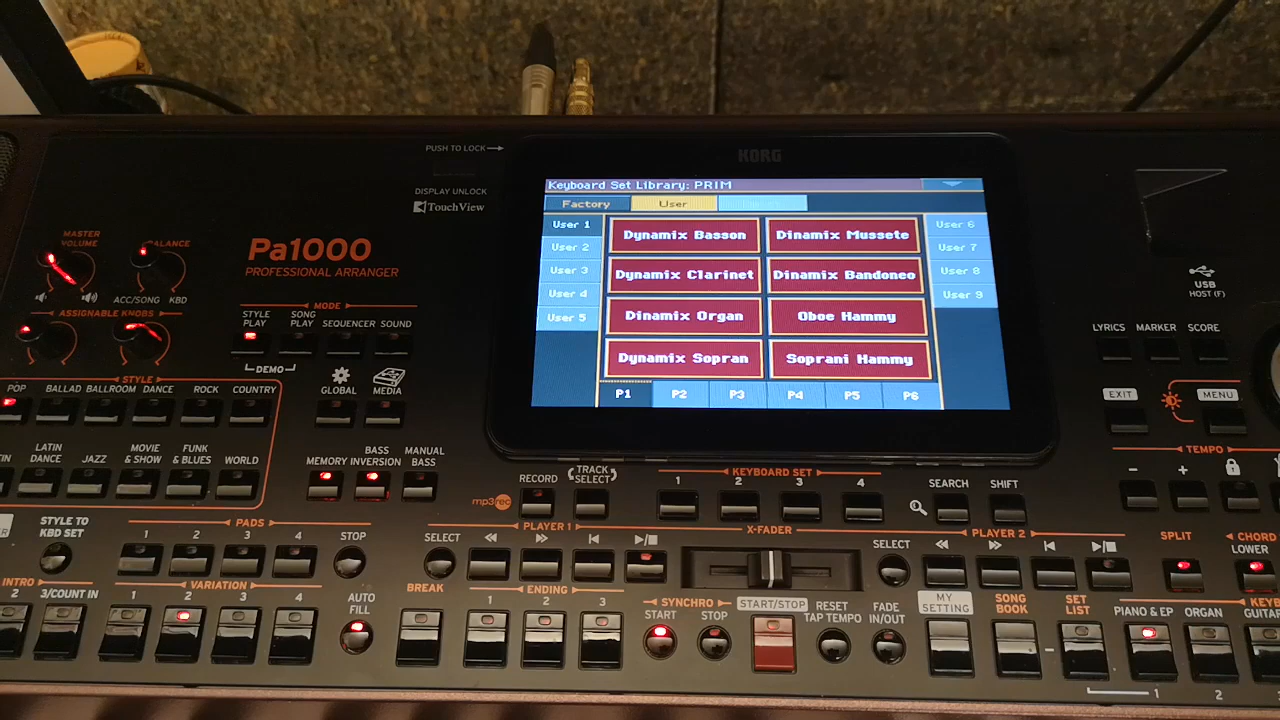 PUSH TO LOCK
KORG
DISPLAY UNLOCK
TouchView
Keyboard Set Library: PRIM
Factory
User
User 1
User 2
User 3
User 4
User 5
Dynamix Basson
Dinamix Mussete
Dynamix Clarinet
Dinamix Bandoneo
Dinamix Organ
Oboe Hammy
Dynamix Sopran
Soprani Hammy
User 6
User 7
User 8
User 9
P1 P2 P3 P4 P5 P6
MASTER VOLUME
BALANCE
ACC/SONG KBD
Pa1000
PROFESSIONAL ARRANGER
ASSIGNABLE KNOBS
MODE
STYLE PLAY
SONG PLAY
SEQUENCER
SOUND
DEMO
GLOBAL
MEDIA
USB
HOST (F)
LYRICS MARKER SCORE
EXIT
MENU
STYLE
POP BALLAD BALLROOM DANCE ROCK COUNTRY
LATIN DANCE
JAZZ
MOVIE & SHOW
FUNK & BLUES
WORLD
MEMORY
BASS INVERSION
MANUAL BASS
mp3rec
RECORD
TRACK SELECT
KEYBOARD SET
1 2 3 4
SEARCH
SHIFT
TEMPO
- +
STYLE TO KBD SET
PADS
1 2 3 4
STOP
PLAYER 1
SELECT
X-FADER
PLAYER 2
SELECT
SPLIT
CHORD
LOWER
INTRO
2 3/COUNT IN
VARIATION
1 2 3 4
AUTO FILL
BREAK
ENDING
1 2 3
SYNCHRO
START STOP
START/STOP
RESET
TAP TEMPO
FADE IN/OUT
MY SETTING
SONG BOOK
SET LIST
PIANO & EP
ORGAN
1 2